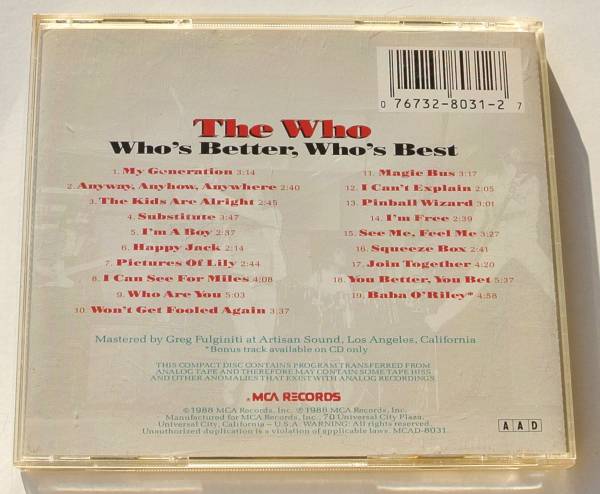 0 76732-8031-2 7
The Who
Who's Better, Who's Best
1. My Generation 3:14
2. Anyway, Anyhow, Anywhere 2:40
3. The Kids Are Alright 2:45
4. Substitute 3:47
5. I'm A Boy 2:37
6. Happy Jack 2:14
7. Pictures Of Lily 2:44
8. I Can See For Miles 4:08
9. Who Are You 5:03
10. Won't Get Fooled Again 3:37
11. Magic Bus 3:17
12. I Can't Explain 2:05
13. Pinball Wizard 3:01
14. I'm Free 2:39
15. See Me, Feel Me 3:27
16. Squeeze Box 2:41
17. Join Together 4:20
18. You Better, You Bet 5:37
19. Baba O'Riley* 4:58
Mastered by Greg Fulginiti at Artisan Sound, Los Angeles, California
*Bonus track available on CD only
THIS COMPACT DISC CONTAINS PROGRAM TRANSFERRED FROM
ANALOG TAPE AND THEREFORE MAY CONTAIN SOME TAPE HISS
AND OTHER ANOMALIES THAT EXIST WITH ANALOG RECORDINGS
MCA RECORDS
©1988 MCA Records, Inc. ℗1988 MCA Records, Inc.
Manufactured for MCA Records, Inc., 70 Universal City Plaza,
Universal City, California – U.S.A. WARNING: All rights reserved.
Unauthorized duplication is a violation of applicable laws. MCAD-8031.
A A D